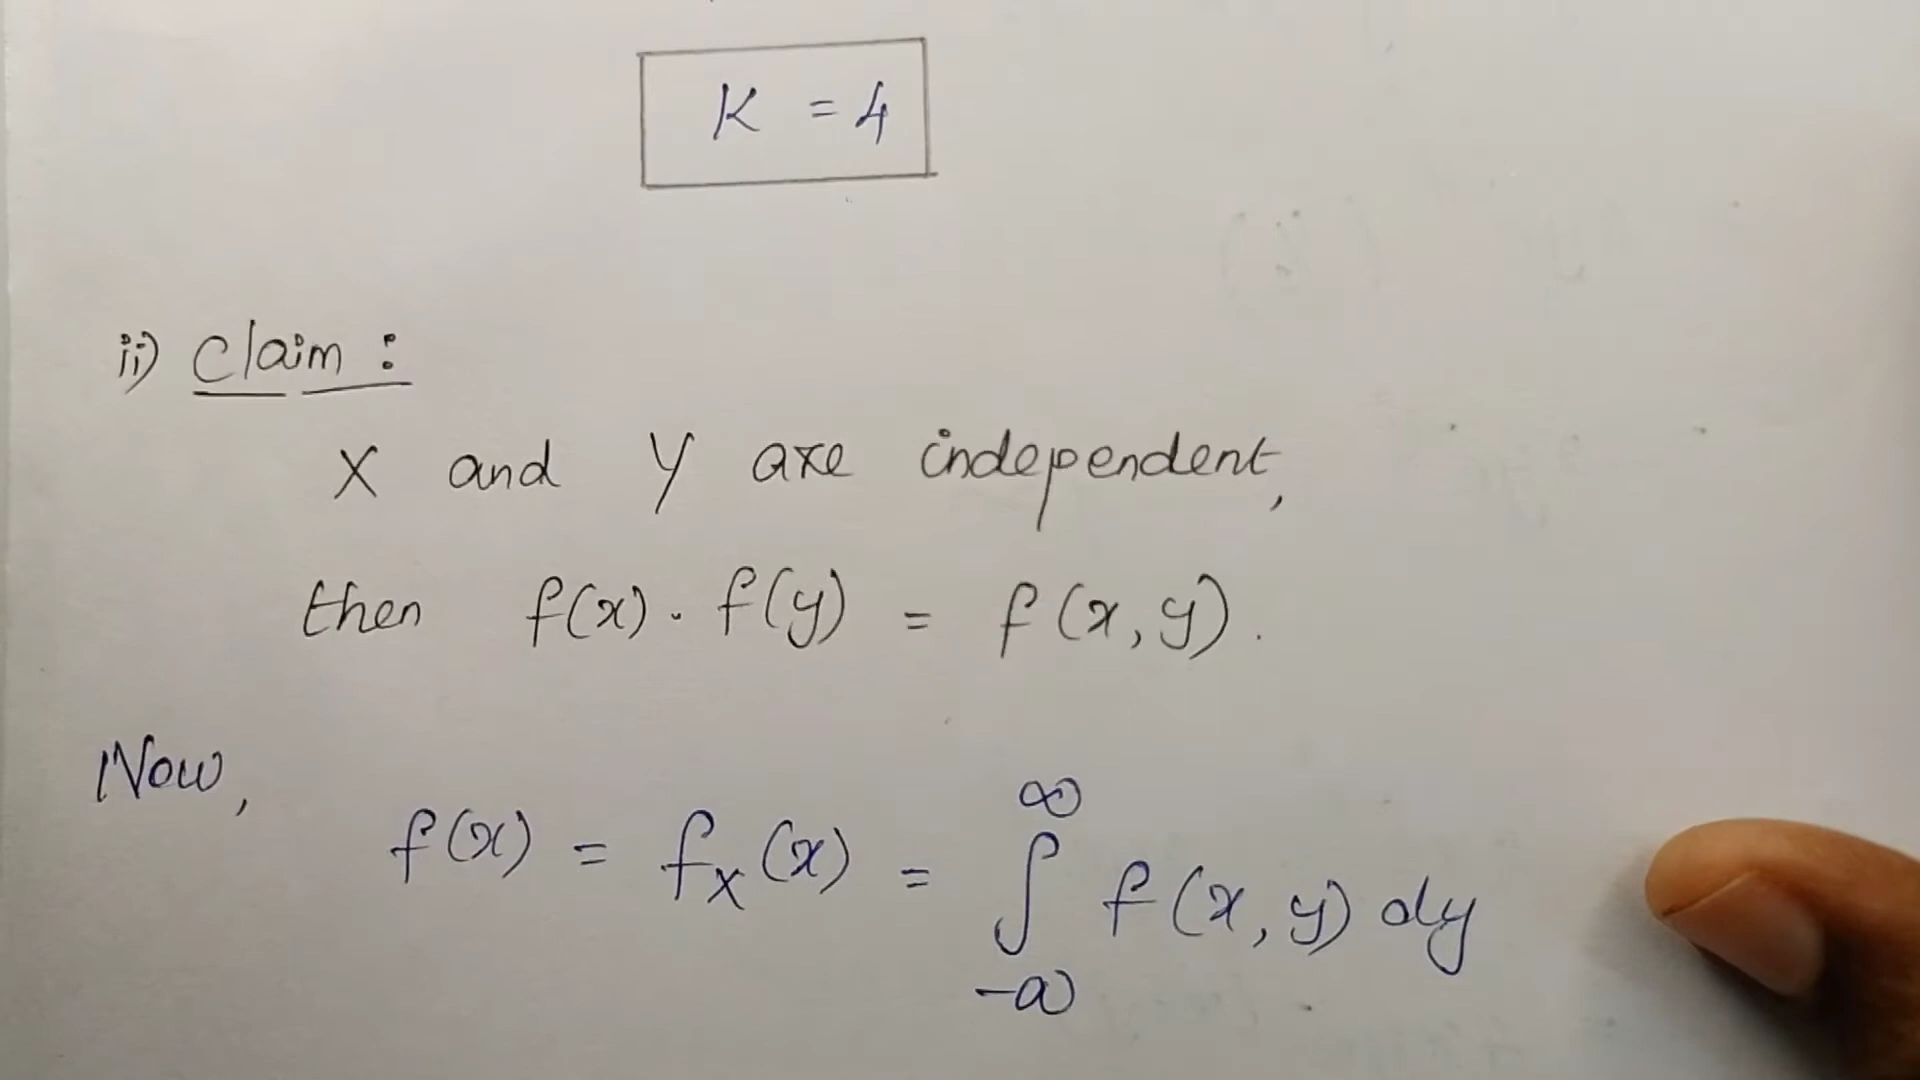 K = 4
ii) Claim :
X and Y are independent,
then f(x) . f(y) = f(x, y).
Now,
f(x) = fₓ(x) = ∫_{-∞}^{∞} f(x, y) dy